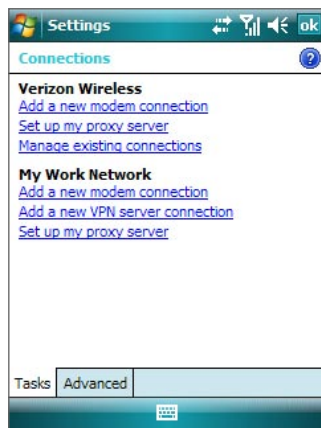 Settings
ok
Connections
?
Verizon Wireless
Add a new modem connection
Set up my proxy server
Manage existing connections
My Work Network
Add a new modem connection
Add a new VPN server connection
Set up my proxy server
Tasks Advanced